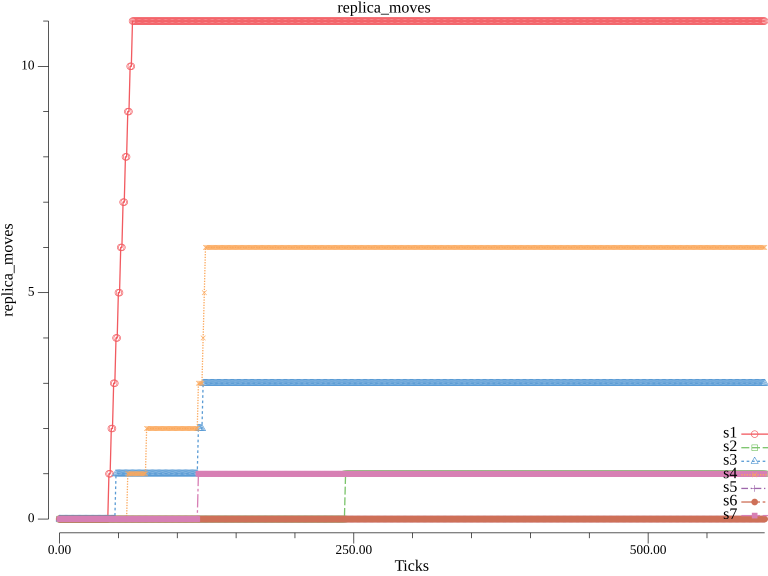 replica_moves
10
5
0
replica_moves
0.00
250.00
500.00
Ticks
s1
s2
s3
s4
s5
s6
s7